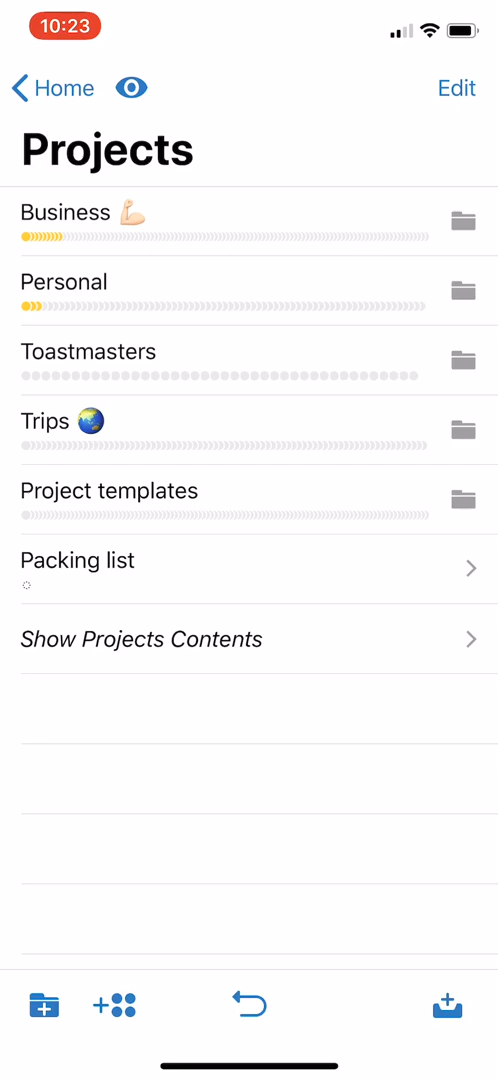 10:23
Home
Edit
Projects
Business 💪🏻
Personal
Toastmasters
Trips 🌏
Project templates
Packing list
Show Projects Contents